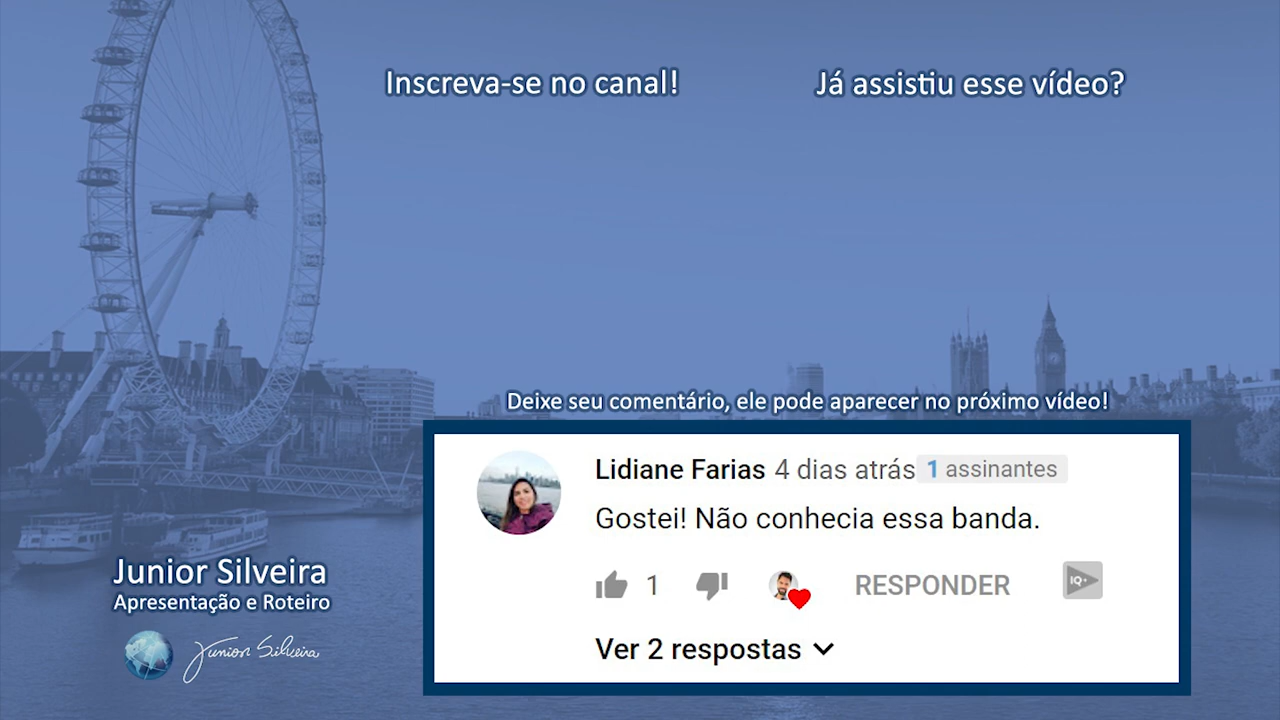 Inscreva-se no canal!
Já assistiu esse vídeo?
Deixe seu comentário, ele pode aparecer no próximo vídeo!
Lidiane Farias 4 dias atrás 1 assinantes
Gostei! Não conhecia essa banda.
1
RESPONDER
IQ+
Ver 2 respostas
Junior Silveira
Apresentação e Roteiro
Junior Silveira